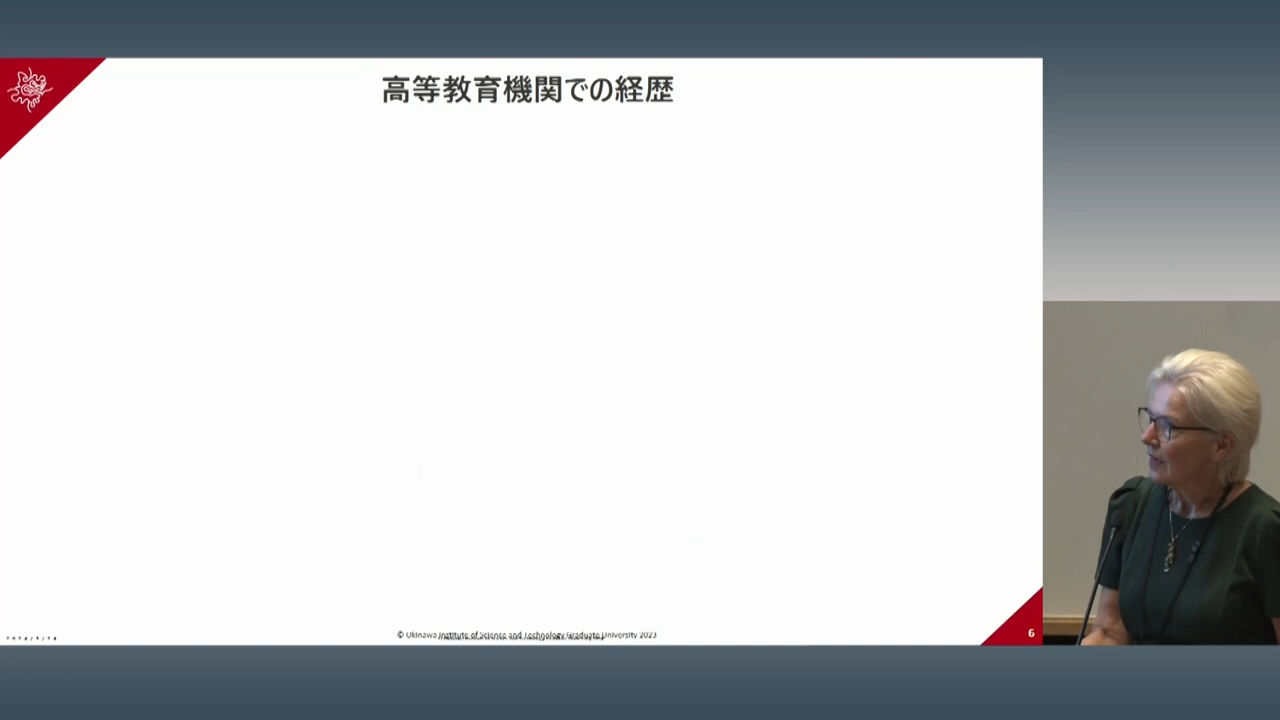 高等教育機関での経歴
© Okinawa Institute of Science and Technology Graduate University 2023
6